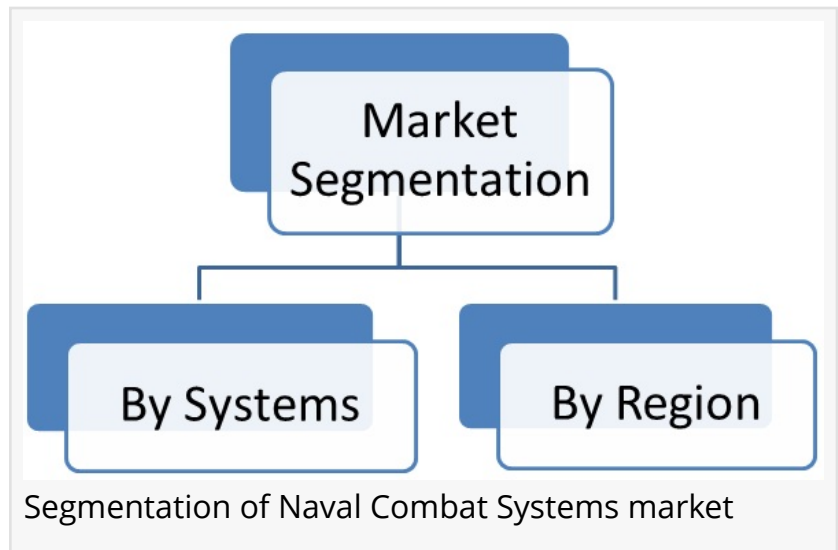 Market
Segmentation
By Systems
By Region
Segmentation of Naval Combat Systems market